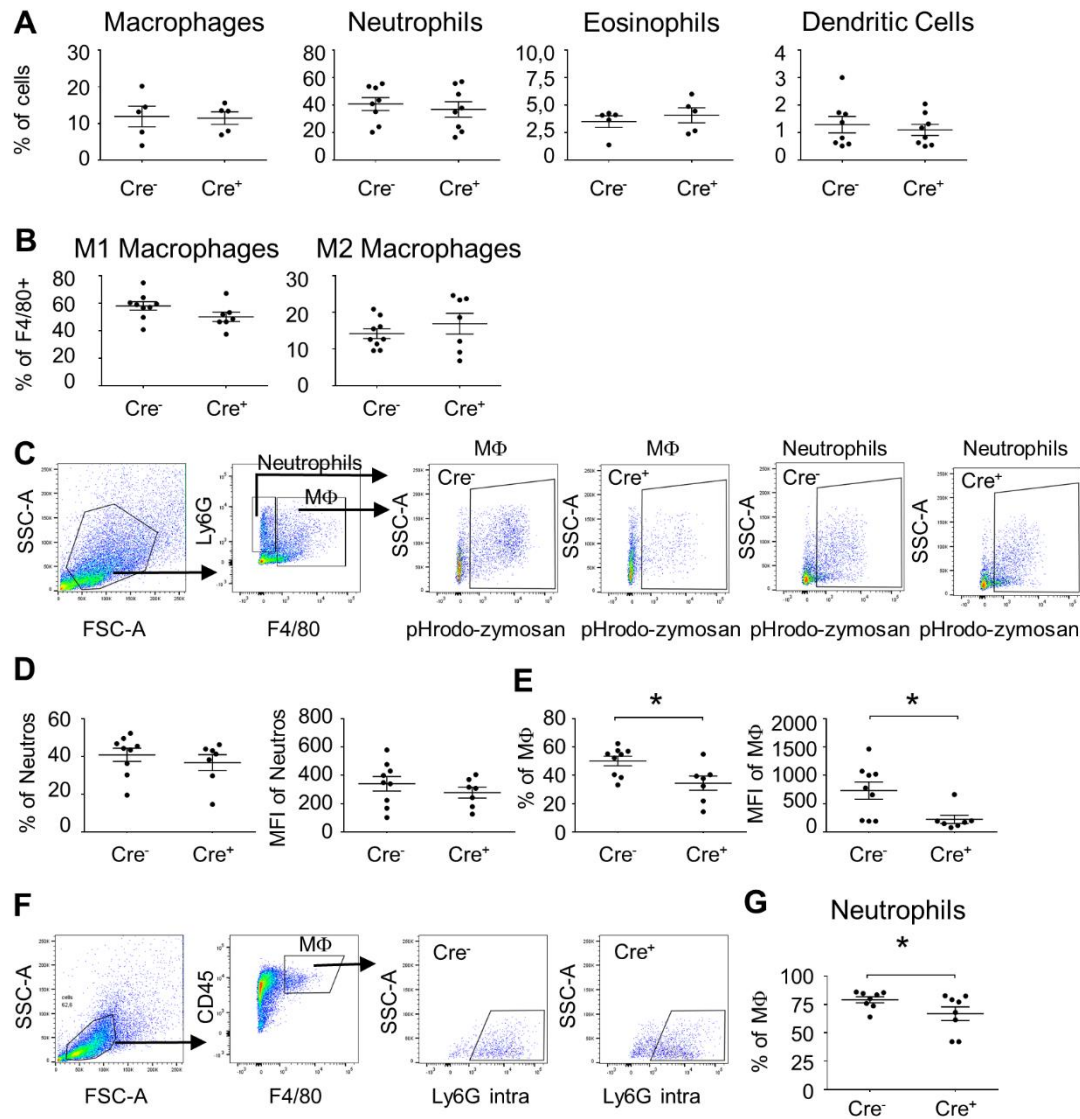 A
Macrophages
Neutrophils
Eosinophils
Dendritic Cells
% of cells
30
20
10
0
Cre-
Cre+
80
60
40
20
0
Cre-
Cre+
10,0
7,5
5,0
2,5
0
Cre-
Cre+
4
3
2
1
0
Cre-
Cre+
B
M1 Macrophages
M2 Macrophages
% of F4/80+
80
60
40
20
0
Cre-
Cre+
30
20
10
0
Cre-
Cre+
C
SSC-A
FSC-A
Neutrophils
MΦ
Ly6G
F4/80
MΦ
Cre-
SSC-A
pHrodo-zymosan
MΦ
Cre+
SSC-A
pHrodo-zymosan
Neutrophils
Cre-
SSC-A
pHrodo-zymosan
Neutrophils
Cre+
SSC-A
pHrodo-zymosan
D
% of Neutros
60
40
20
0
Cre-
Cre+
MFI of Neutros
800
600
400
200
0
Cre-
Cre+
E
*
% of MΦ
80
60
40
20
0
Cre-
Cre+
*
MFI of MΦ
2000
1500
1000
500
0
Cre-
Cre+
F
SSC-A
cells
62,6
FSC-A
MΦ
CD45
F4/80
Cre-
SSC-A
Ly6G intra
Cre+
SSC-A
Ly6G intra
G
Neutrophils
*
% of MΦ
100
75
50
25
0
Cre-
Cre+